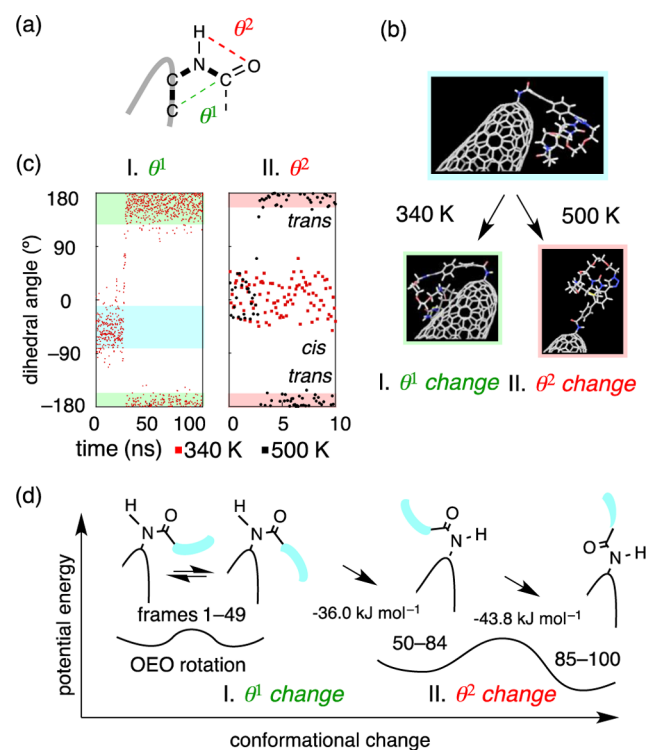 (a)
H
θ²
N
O
C
C
C
θ¹
(b)
340 K
500 K
I. θ¹ change
II. θ² change
(c)
I. θ¹
II. θ²
dihedral angle (°)
180
90
0
−90
−180
trans
cis
trans
0
50
100
0
5
10
time (ns)
340 K
500 K
(d)
potential energy
H
N
O
H
N
O
O
N
H
O
N
H
frames 1–49
OEO rotation
-36.0 kJ mol⁻¹
50–84
-43.8 kJ mol⁻¹
85–100
I. θ¹ change
II. θ² change
conformational change